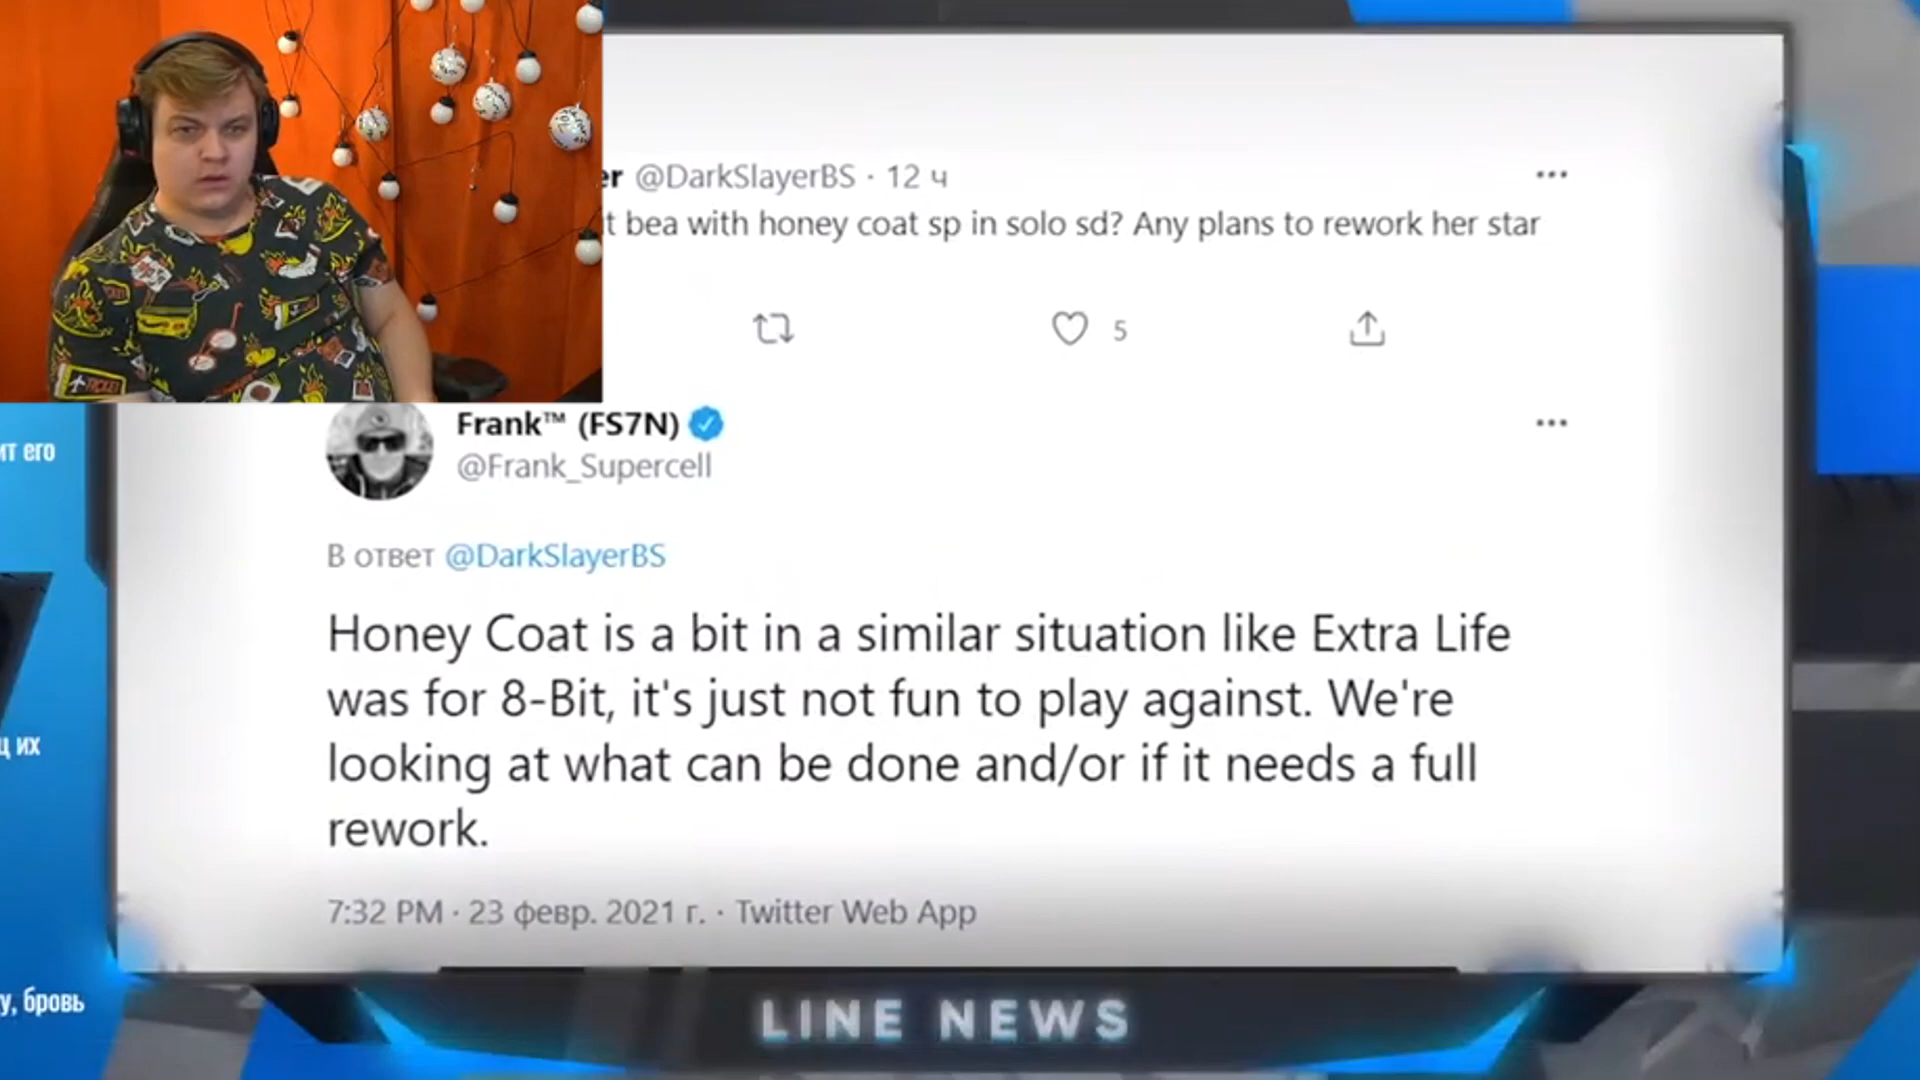 er @DarkSlayerBS · 12 ч
t bea with honey coat sp in solo sd? Any plans to rework her star
5
Frank™ (FS7N)
@Frank_Supercell
В ответ @DarkSlayerBS
Honey Coat is a bit in a similar situation like Extra Life
was for 8-Bit, it's just not fun to play against. We're
looking at what can be done and/or if it needs a full
rework.
7:32 PM · 23 февр. 2021 г. · Twitter Web App
LINE NEWS
ит его
ц их
у, бровь
TICKET